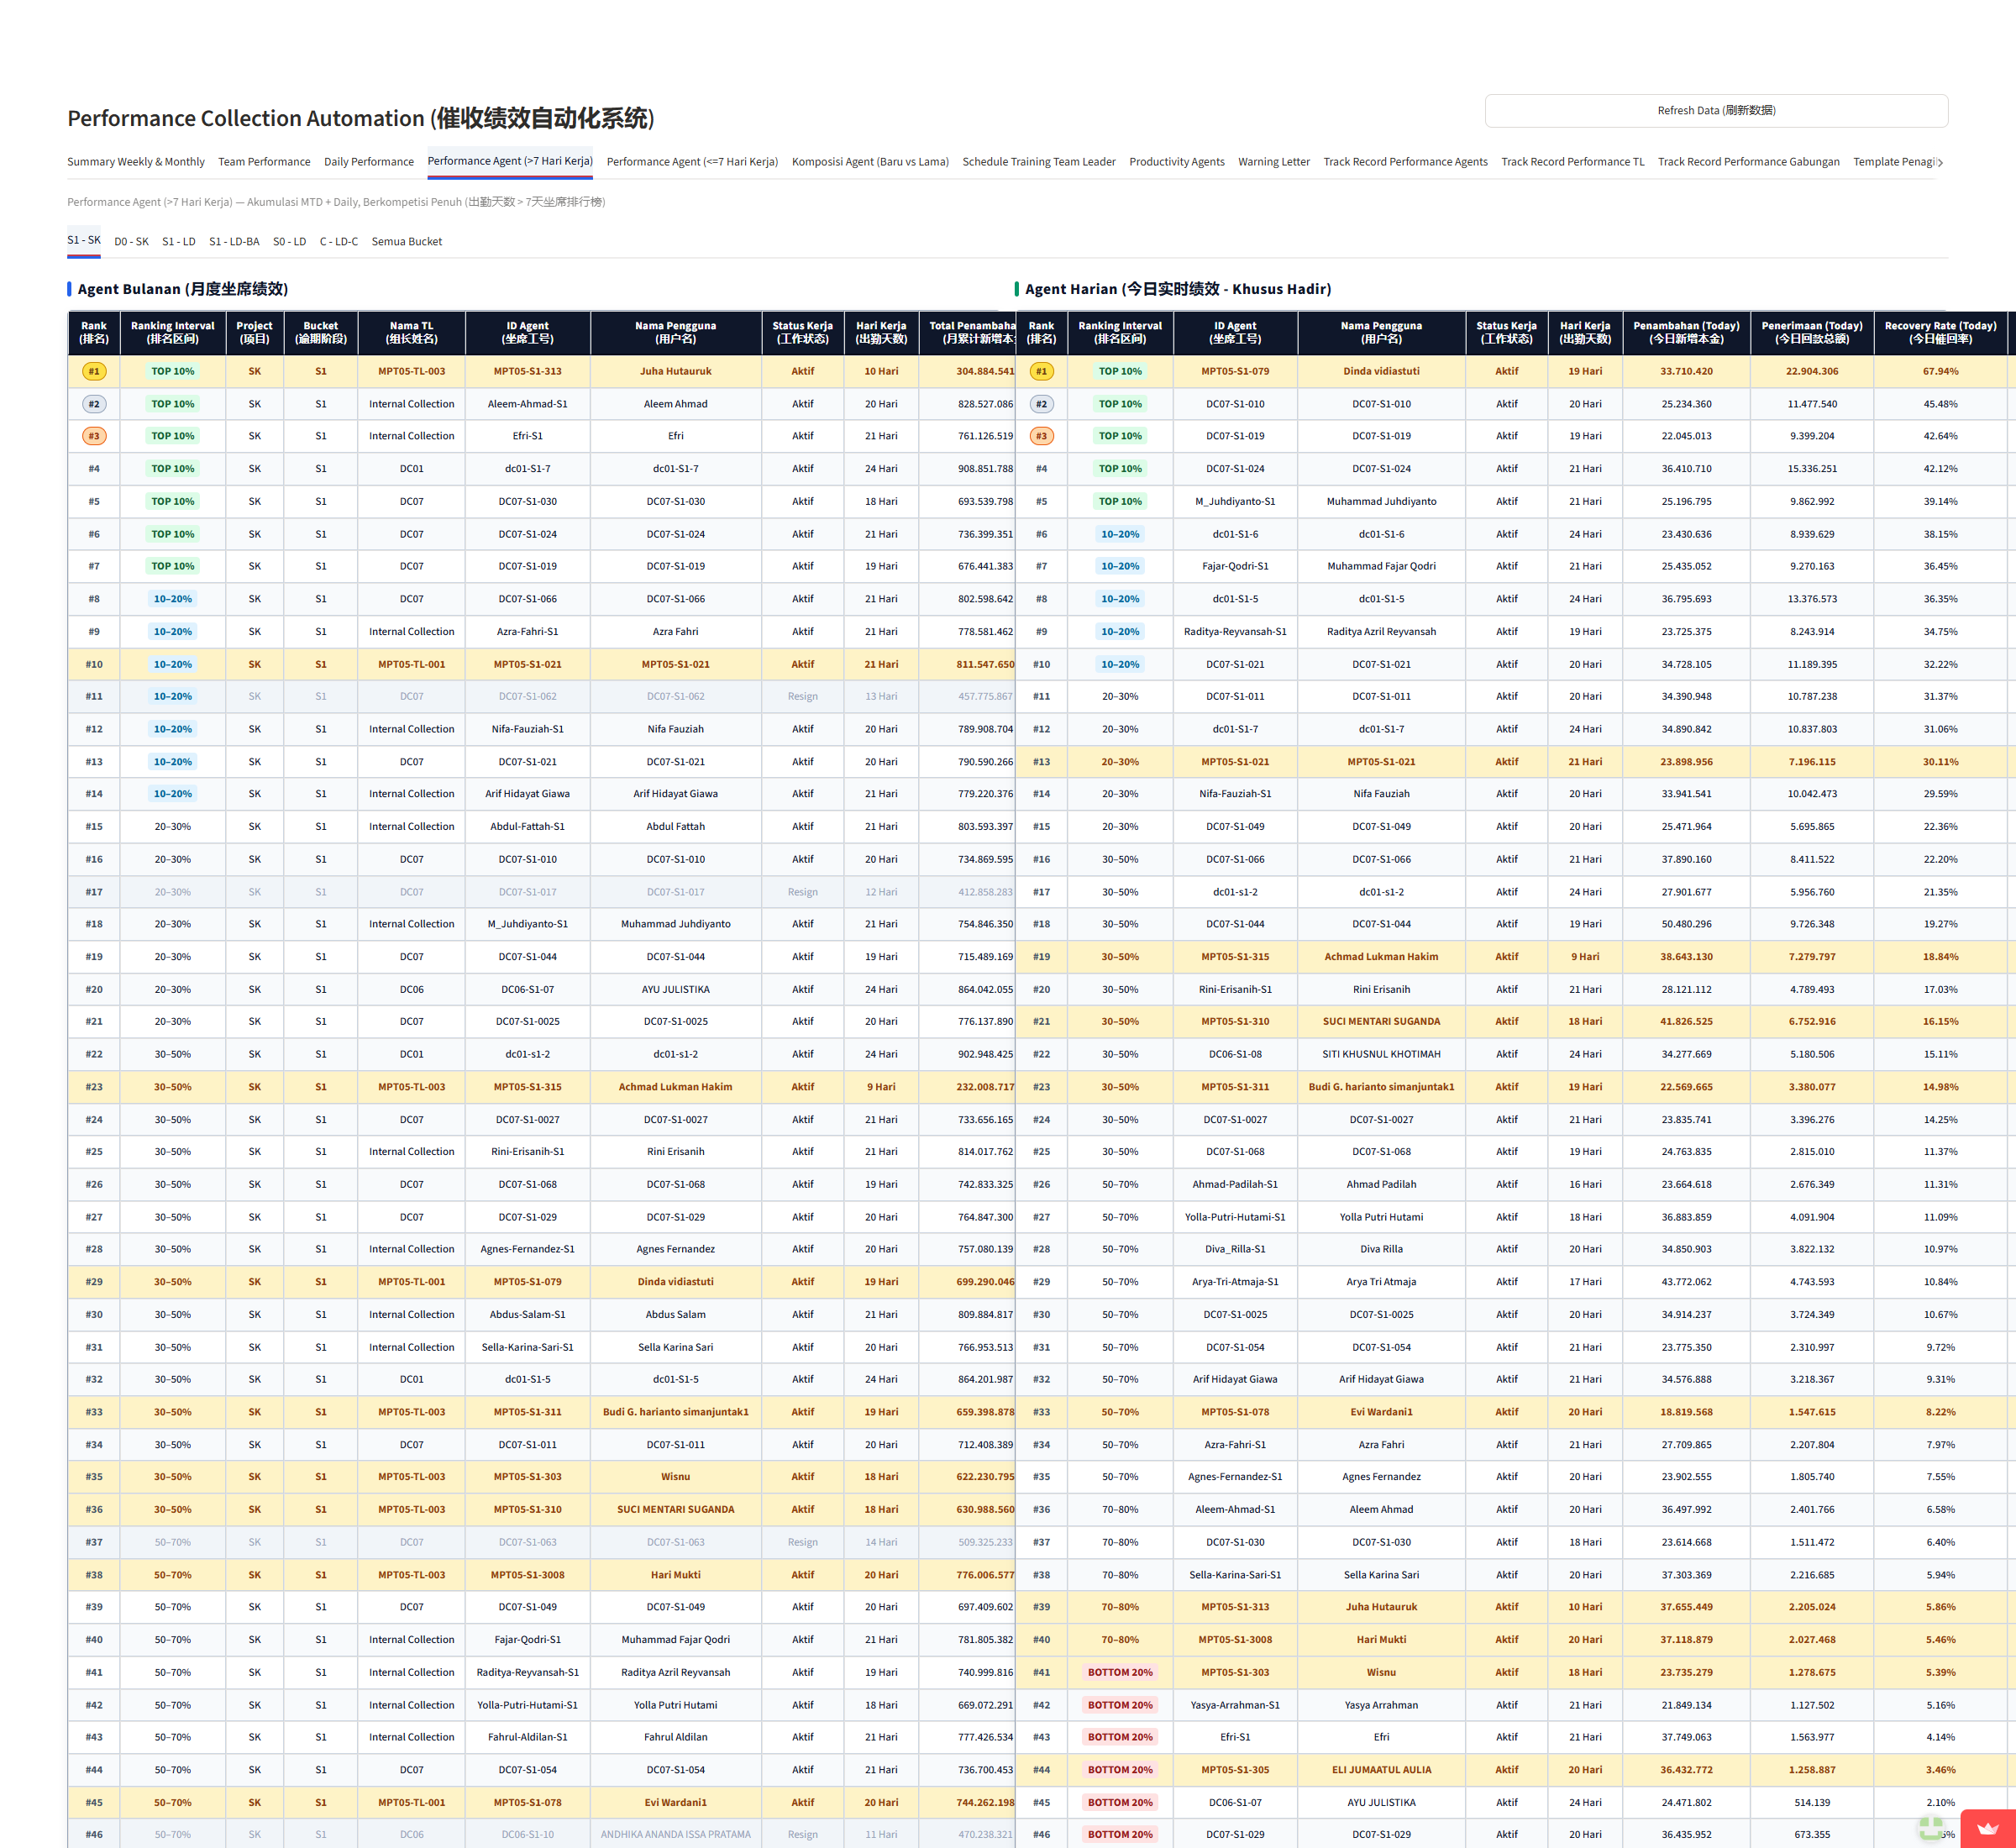 Performance Collection Automation (催收绩效自动化系统)
Refresh Data (刷新数据)
Summary Weekly & Monthly Team Performance Daily Performance Performance Agent (>7 Hari Kerja) Performance Agent (<=7 Hari Kerja) Komposisi Agent (Baru vs Lama) Schedule Training Team Leader Productivity Agents Warning Letter Track Record Performance Agents Track Record Performance TL Track Record Performance Gabungan Template Penagi
Performance Agent (>7 Hari Kerja) — Akumulasi MTD + Daily, Berkompetisi Penuh (出勤天数 > 7天坐席排行榜)
S1 - SK D0 - SK S1 - LD S1 - LD-BA S0 - LD C - LD-C Semua Bucket
Agent Bulanan (月度坐席绩效)
Rank Ranking Interval Project Bucket Nama TL ID Agent Nama Pengguna Status Kerja Hari Kerja Total Penambaha
(排名) (排名区间) (项目) (逾期阶段) (组长姓名) (坐席工号) (用户名) (工作状态) (出勤天数) (月累计新增本
#1 TOP 10% SK S1 MPT05-TL-003 MPT05-S1-313 Juha Hutauruk Aktif 10 Hari 304.884.541
#2 TOP 10% SK S1 Internal Collection Aleem-Ahmad-S1 Aleem Ahmad Aktif 20 Hari 828.527.086
#3 TOP 10% SK S1 Internal Collection Efri-S1 Efri Aktif 21 Hari 761.126.519
#4 TOP 10% SK S1 DC01 dc01-S1-7 dc01-S1-7 Aktif 24 Hari 908.851.788
#5 TOP 10% SK S1 DC07 DC07-S1-030 DC07-S1-030 Aktif 18 Hari 693.539.798
#6 TOP 10% SK S1 DC07 DC07-S1-024 DC07-S1-024 Aktif 21 Hari 736.399.351
#7 TOP 10% SK S1 DC07 DC07-S1-019 DC07-S1-019 Aktif 19 Hari 676.441.383
#8 10–20% SK S1 DC07 DC07-S1-066 DC07-S1-066 Aktif 21 Hari 802.598.642
#9 10–20% SK S1 Internal Collection Azra-Fahri-S1 Azra Fahri Aktif 21 Hari 778.581.462
#10 10–20% SK S1 MPT05-TL-001 MPT05-S1-021 MPT05-S1-021 Aktif 21 Hari 811.547.650
#11 10–20% SK S1 DC07 DC07-S1-062 DC07-S1-062 Resign 13 Hari 457.775.867
#12 10–20% SK S1 Internal Collection Nifa-Fauziah-S1 Nifa Fauziah Aktif 20 Hari 789.908.704
#13 10–20% SK S1 DC07 DC07-S1-021 DC07-S1-021 Aktif 20 Hari 790.590.266
#14 10–20% SK S1 Internal Collection Arif Hidayat Giawa Arif Hidayat Giawa Aktif 21 Hari 779.220.376
#15 20–30% SK S1 Internal Collection Abdul-Fattah-S1 Abdul Fattah Aktif 21 Hari 803.593.397
#16 20–30% SK S1 DC07 DC07-S1-010 DC07-S1-010 Aktif 20 Hari 734.869.595
#17 20–30% SK S1 DC07 DC07-S1-017 DC07-S1-017 Resign 12 Hari 412.858.283
#18 20–30% SK S1 Internal Collection M_Juhdiyanto-S1 Muhammad Juhdiyanto Aktif 21 Hari 754.846.350
#19 20–30% SK S1 DC07 DC07-S1-044 DC07-S1-044 Aktif 19 Hari 715.489.169
#20 20–30% SK S1 DC06 DC06-S1-07 AYU JULISTIKA Aktif 24 Hari 864.042.055
#21 20–30% SK S1 DC07 DC07-S1-0025 DC07-S1-0025 Aktif 20 Hari 776.137.890
#22 30–50% SK S1 DC01 dc01-s1-2 dc01-s1-2 Aktif 24 Hari 902.948.425
#23 30–50% SK S1 MPT05-TL-003 MPT05-S1-315 Achmad Lukman Hakim Aktif 9 Hari 232.008.717
#24 30–50% SK S1 DC07 DC07-S1-0027 DC07-S1-0027 Aktif 21 Hari 733.656.165
#25 30–50% SK S1 Internal Collection Rini-Erisanih-S1 Rini Erisanih Aktif 21 Hari 814.017.762
#26 30–50% SK S1 DC07 DC07-S1-068 DC07-S1-068 Aktif 19 Hari 742.833.325
#27 30–50% SK S1 DC07 DC07-S1-029 DC07-S1-029 Aktif 20 Hari 764.847.300
#28 30–50% SK S1 Internal Collection Agnes-Fernandez-S1 Agnes Fernandez Aktif 20 Hari 757.080.139
#29 30–50% SK S1 MPT05-TL-001 MPT05-S1-079 Dinda vidiastuti Aktif 19 Hari 699.290.046
#30 30–50% SK S1 Internal Collection Abdus-Salam-S1 Abdus Salam Aktif 21 Hari 809.884.817
#31 30–50% SK S1 Internal Collection Sella-Karina-Sari-S1 Sella Karina Sari Aktif 20 Hari 766.953.513
#32 30–50% SK S1 DC01 dc01-S1-5 dc01-S1-5 Aktif 24 Hari 864.201.987
#33 30–50% SK S1 MPT05-TL-003 MPT05-S1-311 Budi G. harianto simanjuntak1 Aktif 19 Hari 659.398.878
#34 30–50% SK S1 DC07 DC07-S1-011 DC07-S1-011 Aktif 20 Hari 712.408.389
#35 30–50% SK S1 MPT05-TL-003 MPT05-S1-303 Wisnu Aktif 18 Hari 622.230.795
#36 30–50% SK S1 MPT05-TL-003 MPT05-S1-310 SUCI MENTARI SUGANDA Aktif 18 Hari 630.988.560
#37 50–70% SK S1 DC07 DC07-S1-063 DC07-S1-063 Resign 14 Hari 509.325.233
#38 50–70% SK S1 MPT05-TL-003 MPT05-S1-3008 Hari Mukti Aktif 20 Hari 776.006.577
#39 50–70% SK S1 DC07 DC07-S1-049 DC07-S1-049 Aktif 20 Hari 697.409.602
#40 50–70% SK S1 Internal Collection Fajar-Qodri-S1 Muhammad Fajar Qodri Aktif 21 Hari 781.805.382
#41 50–70% SK S1 Internal Collection Raditya-Reyvansah-S1 Raditya Azril Reyvansah Aktif 19 Hari 740.999.816
#42 50–70% SK S1 Internal Collection Yolla-Putri-Hutami-S1 Yolla Putri Hutami Aktif 18 Hari 669.072.291
#43 50–70% SK S1 Internal Collection Fahrul-Aldilan-S1 Fahrul Aldilan Aktif 21 Hari 777.426.534
#44 50–70% SK S1 DC07 DC07-S1-054 DC07-S1-054 Aktif 21 Hari 736.700.453
#45 50–70% SK S1 MPT05-TL-001 MPT05-S1-078 Evi Wardani1 Aktif 20 Hari 744.262.198
#46 50–70% SK S1 DC06 DC06-S1-10 ANDHIKA ANANDA ISSA PRATAMA Resign 11 Hari 470.238.321
Agent Harian (今日实时绩效 - Khusus Hadir)
Rank Ranking Interval ID Agent Nama Pengguna Status Kerja Hari Kerja Penambahan (Today) Penerimaan (Today) Recovery Rate (Today)
(排名) (排名区间) (坐席工号) (用户名) (工作状态) (出勤天数) (今日新增本金) (今日回款总额) (今日催回率)
#1 TOP 10% MPT05-S1-079 Dinda vidiastuti Aktif 19 Hari 33.710.420 22.904.306 67.94%
#2 TOP 10% DC07-S1-010 DC07-S1-010 Aktif 20 Hari 25.234.360 11.477.540 45.48%
#3 TOP 10% DC07-S1-019 DC07-S1-019 Aktif 19 Hari 22.045.013 9.399.204 42.64%
#4 TOP 10% DC07-S1-024 DC07-S1-024 Aktif 21 Hari 36.410.710 15.336.251 42.12%
#5 TOP 10% M_Juhdiyanto-S1 Muhammad Juhdiyanto Aktif 21 Hari 25.196.795 9.862.992 39.14%
#6 10–20% dc01-S1-6 dc01-S1-6 Aktif 24 Hari 23.430.636 8.939.629 38.15%
#7 10–20% Fajar-Qodri-S1 Muhammad Fajar Qodri Aktif 21 Hari 25.435.052 9.270.163 36.45%
#8 10–20% dc01-S1-5 dc01-S1-5 Aktif 24 Hari 36.795.693 13.376.573 36.35%
#9 10–20% Raditya-Reyvansah-S1 Raditya Azril Reyvansah Aktif 19 Hari 23.725.375 8.243.914 34.75%
#10 10–20% DC07-S1-021 DC07-S1-021 Aktif 20 Hari 34.728.105 11.189.395 32.22%
#11 20–30% DC07-S1-011 DC07-S1-011 Aktif 20 Hari 34.390.948 10.787.238 31.37%
#12 20–30% dc01-S1-7 dc01-S1-7 Aktif 24 Hari 34.890.842 10.837.803 31.06%
#13 20–30% MPT05-S1-021 MPT05-S1-021 Aktif 21 Hari 23.898.956 7.196.115 30.11%
#14 20–30% Nifa-Fauziah-S1 Nifa Fauziah Aktif 20 Hari 33.941.541 10.042.473 29.59%
#15 20–30% DC07-S1-049 DC07-S1-049 Aktif 20 Hari 25.471.964 5.695.865 22.36%
#16 30–50% DC07-S1-066 DC07-S1-066 Aktif 21 Hari 37.890.160 8.411.522 22.20%
#17 30–50% dc01-s1-2 dc01-s1-2 Aktif 24 Hari 27.901.677 5.956.760 21.35%
#18 30–50% DC07-S1-044 DC07-S1-044 Aktif 19 Hari 50.480.296 9.726.348 19.27%
#19 30–50% MPT05-S1-315 Achmad Lukman Hakim Aktif 9 Hari 38.643.130 7.279.797 18.84%
#20 30–50% Rini-Erisanih-S1 Rini Erisanih Aktif 21 Hari 28.121.112 4.789.493 17.03%
#21 30–50% MPT05-S1-310 SUCI MENTARI SUGANDA Aktif 18 Hari 41.826.525 6.752.916 16.15%
#22 30–50% DC06-S1-08 SITI KHUSNUL KHOTIMAH Aktif 24 Hari 34.277.669 5.180.506 15.11%
#23 30–50% MPT05-S1-311 Budi G. harianto simanjuntak1 Aktif 19 Hari 22.569.665 3.380.077 14.98%
#24 30–50% DC07-S1-0027 DC07-S1-0027 Aktif 21 Hari 23.835.741 3.396.276 14.25%
#25 30–50% DC07-S1-068 DC07-S1-068 Aktif 19 Hari 24.763.835 2.815.010 11.37%
#26 50–70% Ahmad-Padilah-S1 Ahmad Padilah Aktif 16 Hari 23.664.618 2.676.349 11.31%
#27 50–70% Yolla-Putri-Hutami-S1 Yolla Putri Hutami Aktif 18 Hari 36.883.859 4.091.904 11.09%
#28 50–70% Diva_Rilla-S1 Diva Rilla Aktif 20 Hari 34.850.903 3.822.132 10.97%
#29 50–70% Arya-Tri-Atmaja-S1 Arya Tri Atmaja Aktif 17 Hari 43.772.062 4.743.593 10.84%
#30 50–70% DC07-S1-0025 DC07-S1-0025 Aktif 20 Hari 34.914.237 3.724.349 10.67%
#31 50–70% DC07-S1-054 DC07-S1-054 Aktif 21 Hari 23.775.350 2.310.997 9.72%
#32 50–70% Arif Hidayat Giawa Arif Hidayat Giawa Aktif 21 Hari 34.576.888 3.218.367 9.31%
#33 50–70% MPT05-S1-078 Evi Wardani1 Aktif 20 Hari 18.819.568 1.547.615 8.22%
#34 50–70% Azra-Fahri-S1 Azra Fahri Aktif 21 Hari 27.709.865 2.207.804 7.97%
#35 50–70% Agnes-Fernandez-S1 Agnes Fernandez Aktif 20 Hari 23.902.555 1.805.740 7.55%
#36 70–80% Aleem-Ahmad-S1 Aleem Ahmad Aktif 20 Hari 36.497.992 2.401.766 6.58%
#37 70–80% DC07-S1-030 DC07-S1-030 Aktif 18 Hari 23.614.668 1.511.472 6.40%
#38 70–80% Sella-Karina-Sari-S1 Sella Karina Sari Aktif 20 Hari 37.303.369 2.216.685 5.94%
#39 70–80% MPT05-S1-313 Juha Hutauruk Aktif 10 Hari 37.655.449 2.205.024 5.86%
#40 70–80% MPT05-S1-3008 Hari Mukti Aktif 20 Hari 37.118.879 2.027.468 5.46%
#41 BOTTOM 20% MPT05-S1-303 Wisnu Aktif 18 Hari 23.735.279 1.278.675 5.39%
#42 BOTTOM 20% Yasya-Arrahman-S1 Yasya Arrahman Aktif 21 Hari 21.849.134 1.127.502 5.16%
#43 BOTTOM 20% Efri-S1 Efri Aktif 21 Hari 37.749.063 1.563.977 4.14%
#44 BOTTOM 20% MPT05-S1-305 ELI JUMAATUL AULIA Aktif 20 Hari 36.432.772 1.258.887 3.46%
#45 BOTTOM 20% DC06-S1-07 AYU JULISTIKA Aktif 24 Hari 24.471.802 514.139 2.10%
#46 BOTTOM 20% DC07-S1-029 DC07-S1-029 Aktif 20 Hari 36.435.952 673.355